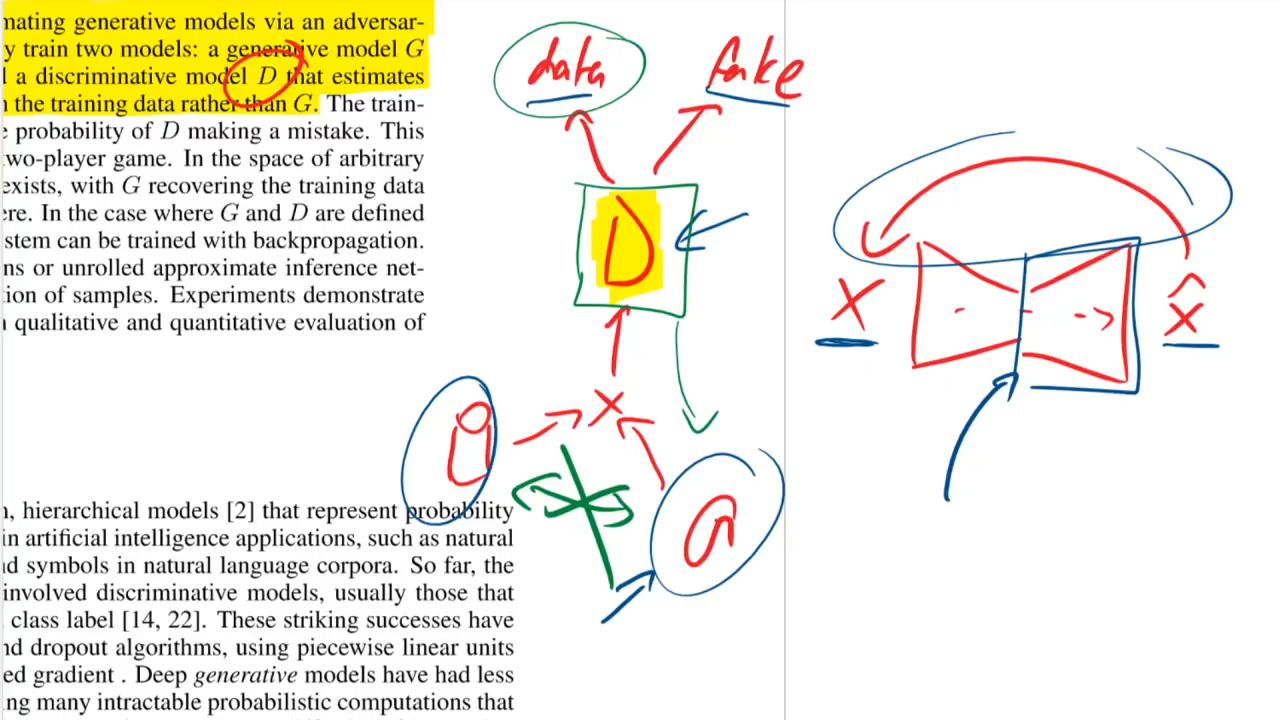 mating generative models via an adversar-
y train two models: a generative model G
l a discriminative model D that estimates
n the training data rather than G. The train-
e probability of D making a mistake. This
wo-player game. In the space of arbitrary
exists, with G recovering the training data
ere. In the case where G and D are defined
stem can be trained with backpropagation.
ns or unrolled approximate inference net-
tion of samples. Experiments demonstrate
qualitative and quantitative evaluation of
, hierarchical models [2] that represent probability
in artificial intelligence applications, such as natural
d symbols in natural language corpora. So far, the
involved discriminative models, usually those that
class label [14, 22]. These striking successes have
nd dropout algorithms, using piecewise linear units
ed gradient . Deep generative models have had less
ng many intractable probabilistic computations that
data fake
D
X
G
X X̂